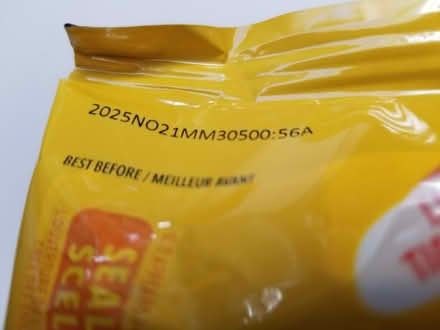 2025NO21MM30500:56A
BEST BEFORE / MEILLEUR AVANT
SEAL
SCEL